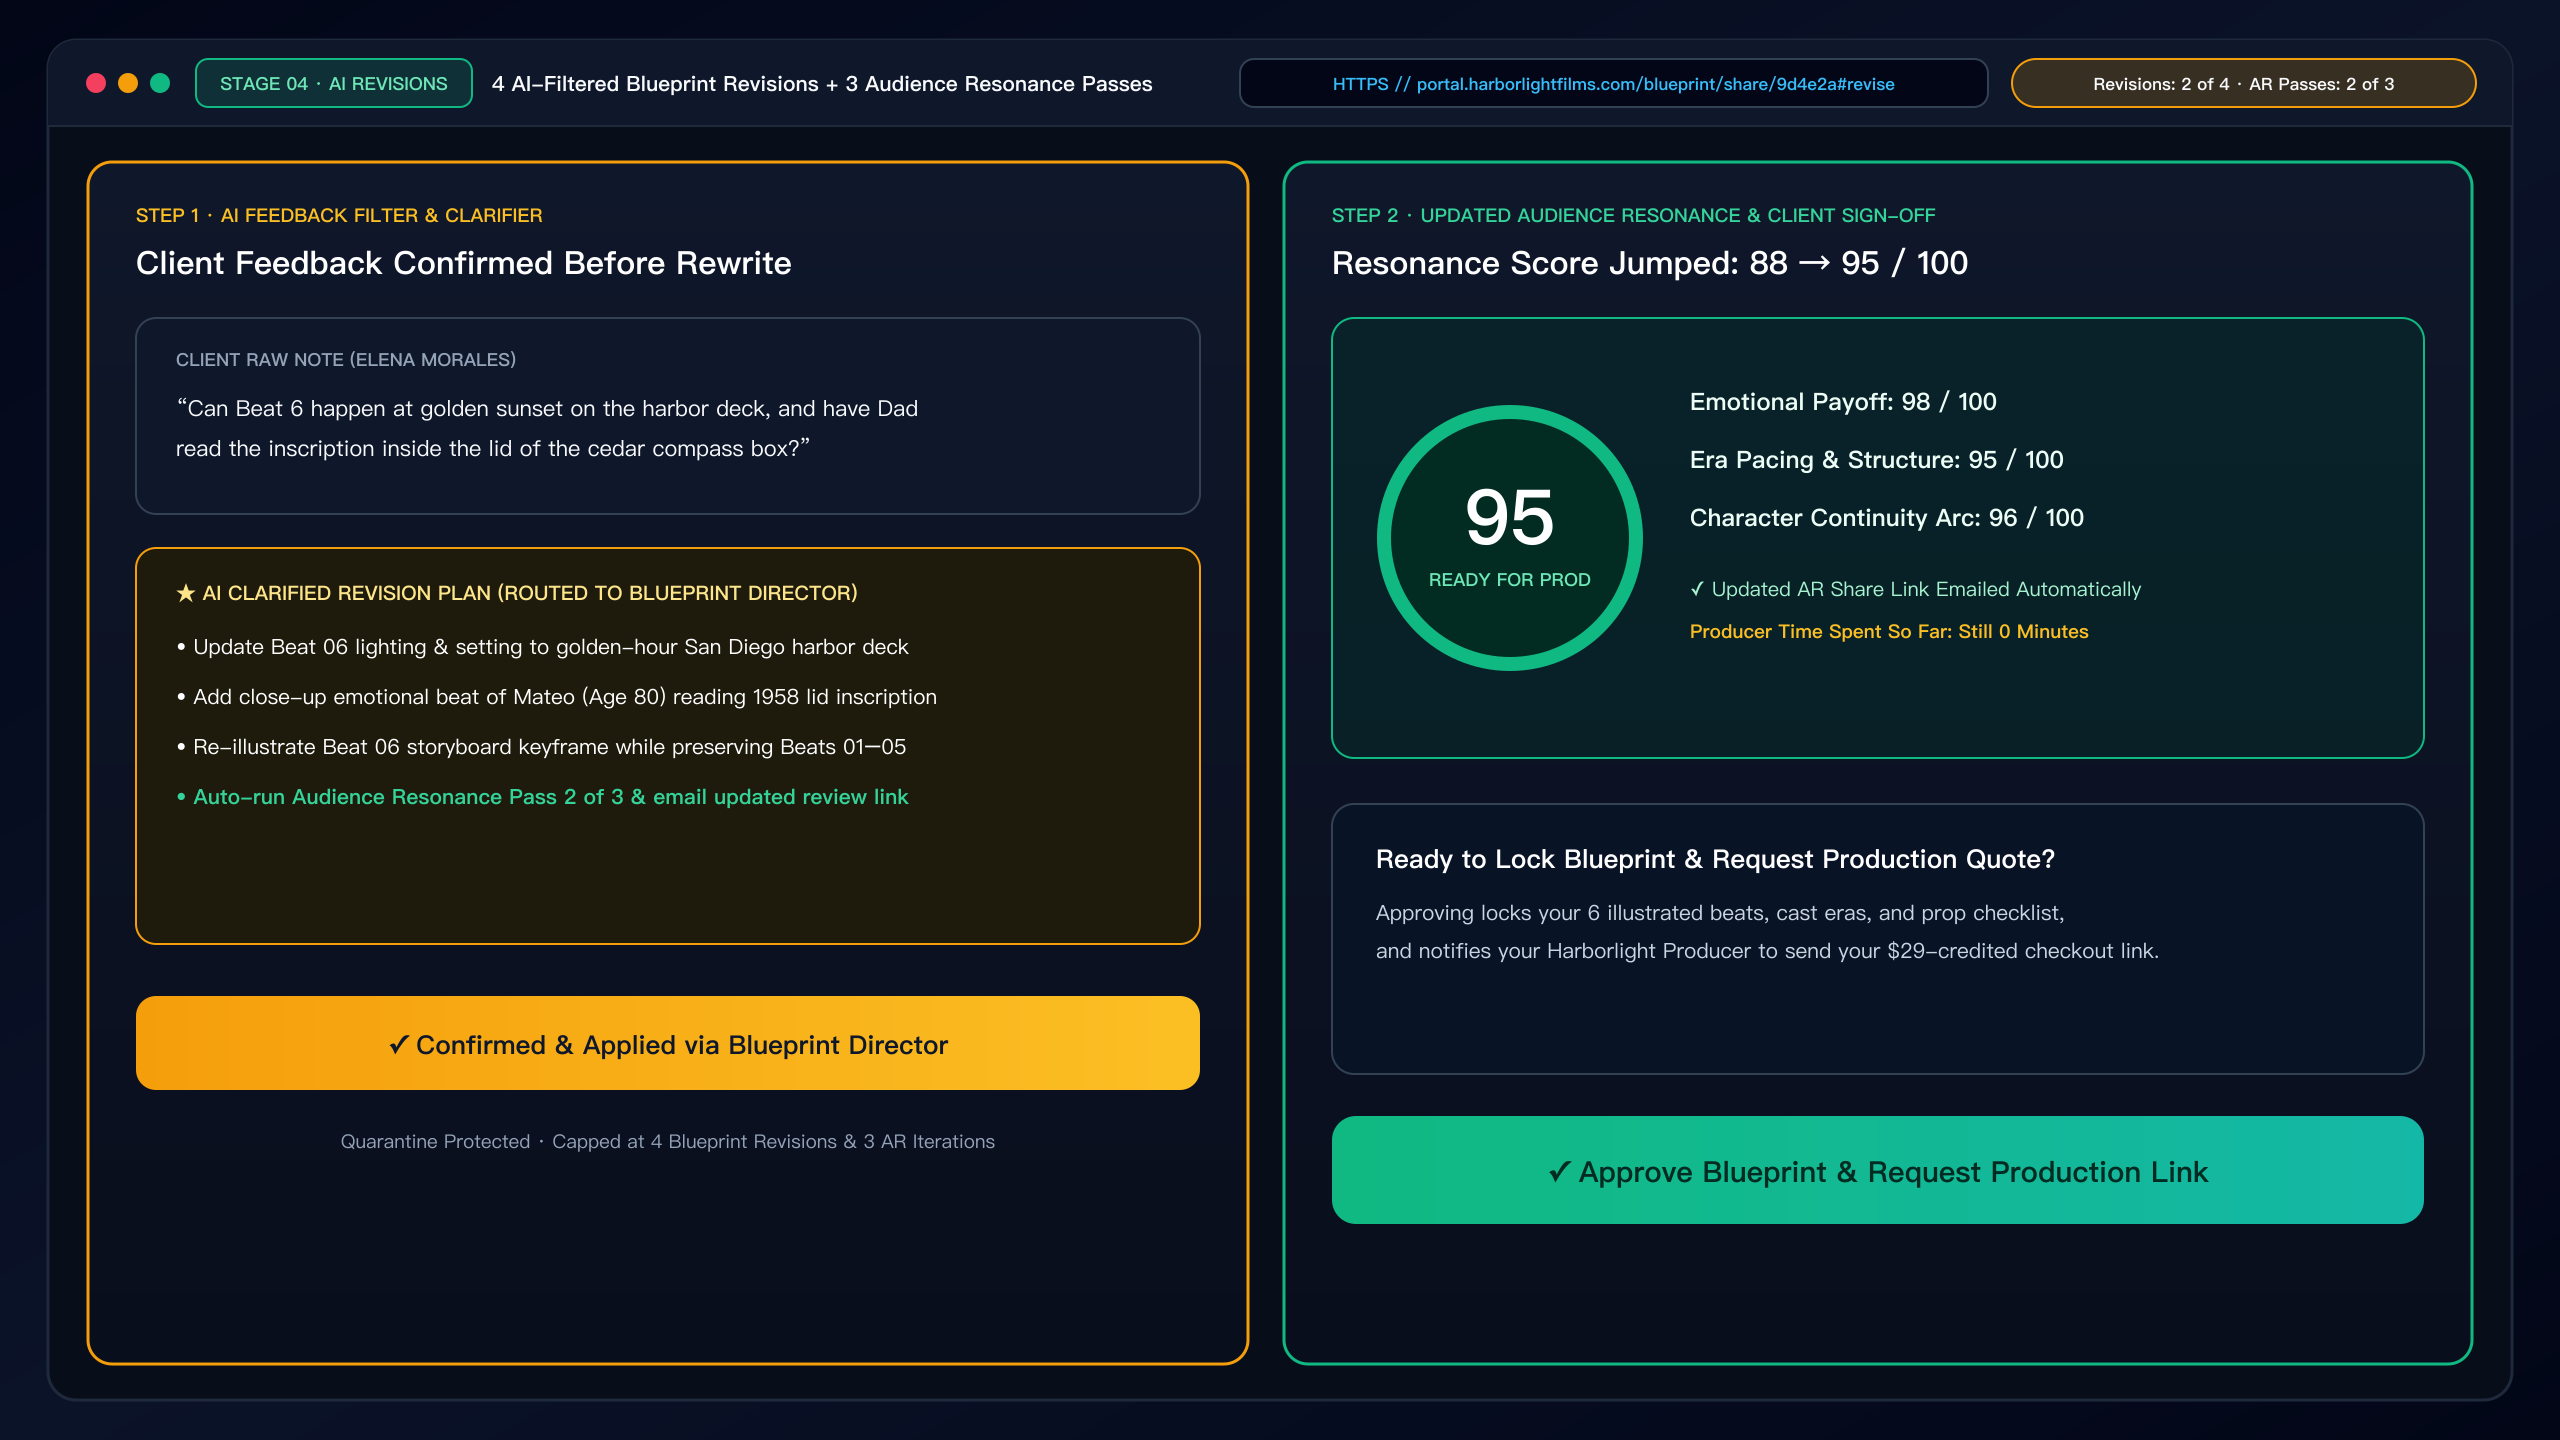 STAGE 04 · AI REVISIONS
4 AI-Filtered Blueprint Revisions + 3 Audience Resonance Passes
HTTPS // portal.harborlightfilms.com/blueprint/share/9d4e2a#revise
Revisions: 2 of 4 · AR Passes: 2 of 3
STEP 1 · AI FEEDBACK FILTER & CLARIFIER
Client Feedback Confirmed Before Rewrite
CLIENT RAW NOTE (ELENA MORALES)
“Can Beat 6 happen at golden sunset on the harbor deck, and have Dad
read the inscription inside the lid of the cedar compass box?”
★ AI CLARIFIED REVISION PLAN (ROUTED TO BLUEPRINT DIRECTOR)
• Update Beat 06 lighting & setting to golden-hour San Diego harbor deck
• Add close-up emotional beat of Mateo (Age 80) reading 1958 lid inscription
• Re-illustrate Beat 06 storyboard keyframe while preserving Beats 01—05
• Auto-run Audience Resonance Pass 2 of 3 & email updated review link
✓ Confirmed & Applied via Blueprint Director
Quarantine Protected · Capped at 4 Blueprint Revisions & 3 AR Iterations
STEP 2 · UPDATED AUDIENCE RESONANCE & CLIENT SIGN-OFF
Resonance Score Jumped: 88 → 95 / 100
95
READY FOR PROD
Emotional Payoff: 98 / 100
Era Pacing & Structure: 95 / 100
Character Continuity Arc: 96 / 100
✓ Updated AR Share Link Emailed Automatically
Producer Time Spent So Far: Still 0 Minutes
Ready to Lock Blueprint & Request Production Quote?
Approving locks your 6 illustrated beats, cast eras, and prop checklist,
and notifies your Harborlight Producer to send your $29-credited checkout link.
✓ Approve Blueprint & Request Production Link